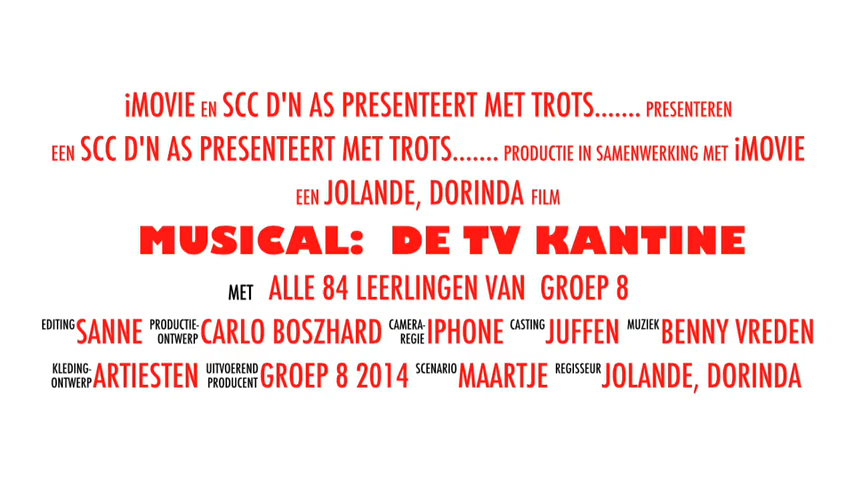 iMOVIE EN SCC D'N AS PRESENTEERT MET TROTS....... PRESENTEREN
EEN SCC D'N AS PRESENTEERT MET TROTS....... PRODUCTIE IN SAMENWERKING MET iMOVIE
EEN JOLANDE, DORINDA FILM
MUSICAL: DE TV KANTINE
MET ALLE 84 LEERLINGEN VAN GROEP 8
EDITING SANNE PRODUCTIE-ONTWERP CARLO BOSZHARD CAMERA-REGIE IPHONE CASTING JUFFEN MUZIEK BENNY VREDEN
KLEDING-ONTWERP ARTIESTEN UITVOEREND PRODUCENT GROEP 8 2014 SCENARIO MAARTJE REGISSEUR JOLANDE, DORINDA